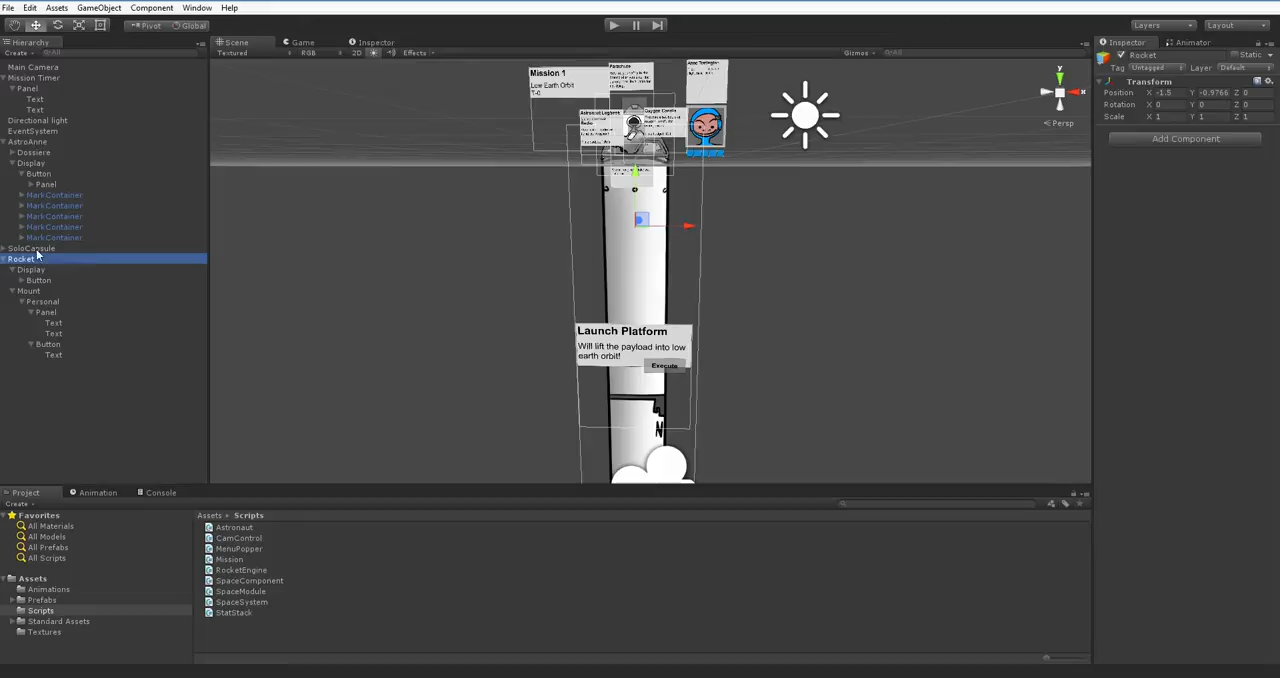 File Edit Assets GameObject Component Window Help
Pivot Global Layers Layout
Hierarchy Scene Game Inspector Inspector Animator
Create All Textured RGB 2D Effects Gizmos All
Main Camera
Mission Timer
Panel
Text
Text
Directional light
EventSystem
AstroAnne
Dossiere
Display
Button
Panel
MarkContainer
MarkContainer
MarkContainer
MarkContainer
MarkContainer
SoloCapsule
Rocket
Display
Button
Mount
Personal
Panel
Text
Text
Button
Text
Mission 1
Low Earth Orbit
T-0
Parachute
Oxygen Candle
y
x
Persp
Launch Platform
Will lift the payload into low
earth orbit!
Execute
N
Rocket Static
Tag Untagged Layer Default
Transform
Position X -1.5 Y -0.9766 Z 0
Rotation X 0 Y 0 Z 0
Scale X 1 Y 1 Z 1
Add Component
Project Animation Console
Create
Favorites
All Materials
All Models
All Prefabs
All Scripts
Assets
Animations
Prefabs
Scripts
Standard Assets
Textures
Assets Scripts
Astronaut
CamControl
MenuPopper
Mission
RocketEngine
SpaceComponent
SpaceModule
SpaceSystem
StatStack